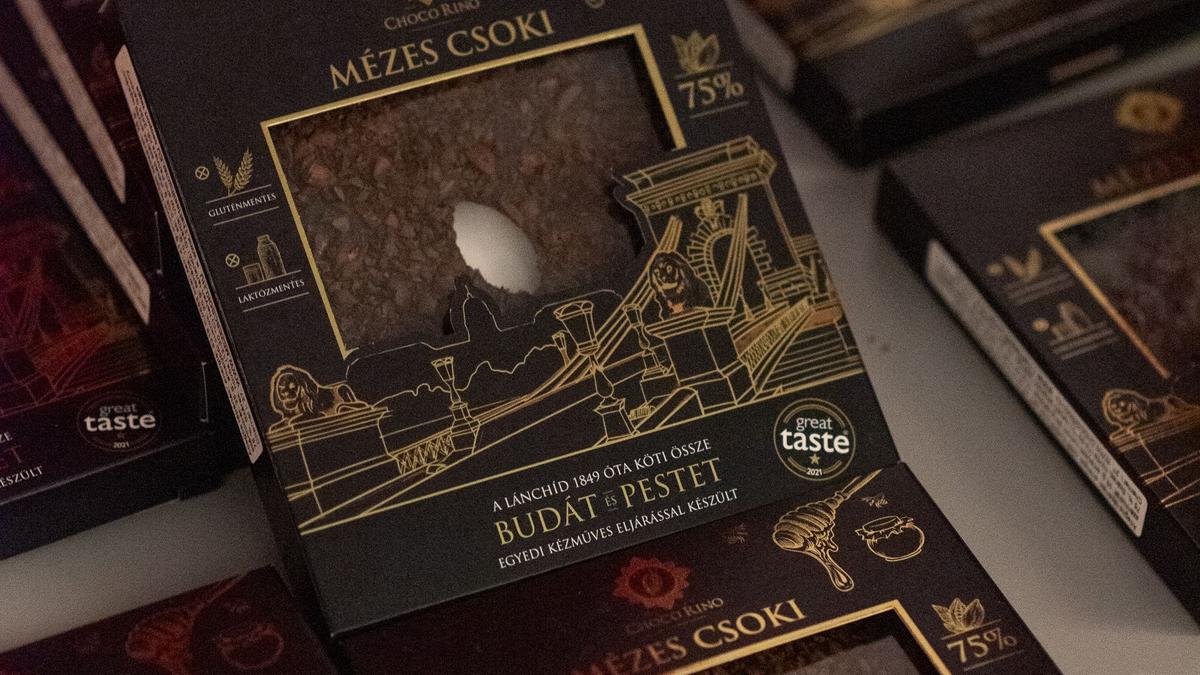 CHOCO RINO
MÉZES CSOKI
75%
GLUTÉNMENTES
LAKTÓZMENTES
great
taste
2021
A LÁNCHÍD 1849 ÓTA KÖTI ÖSSZE
BUDÁT ÉS PESTET
EGYEDI KÉZMŰVES ELJÁRÁSSAL KÉSZÜLT
great
taste
2021
CHOCO RINO
MÉZES CSOKI
75%